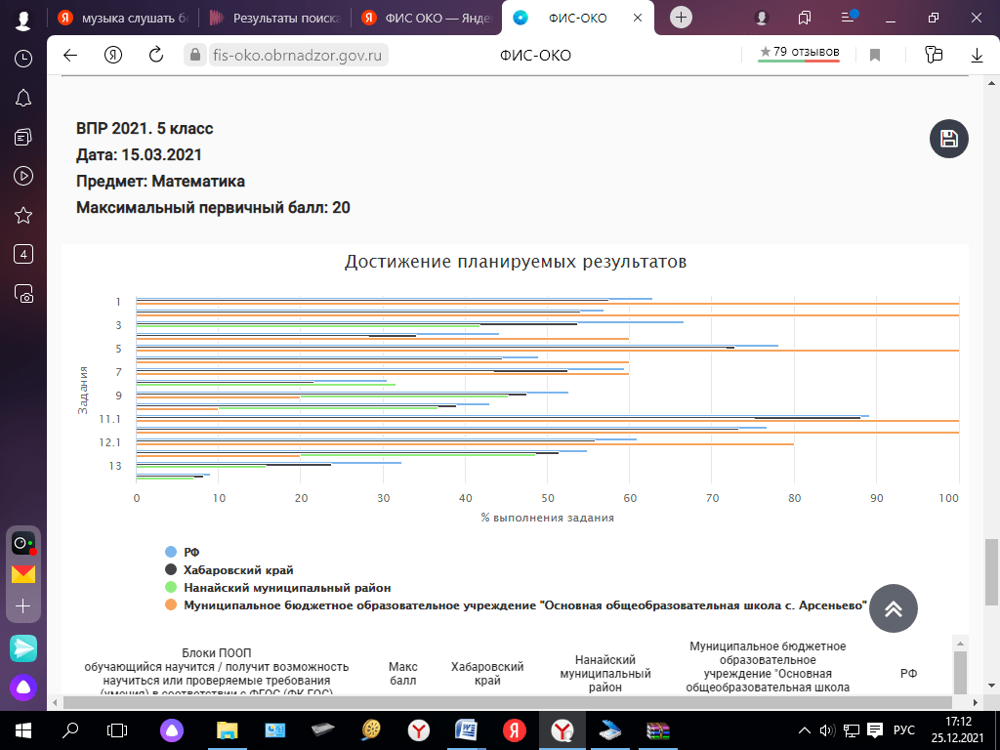 музыка слушать бе
Результаты поиска
ФИС ОКО — Яндек
ФИС-ОКО
fis-oko.obrnadzor.gov.ru
ФИС-ОКО
79 отзывов
4
ВПР 2021. 5 класс
Дата: 15.03.2021
Предмет: Математика
Максимальный первичный балл: 20
Достижение планируемых результатов
Задания
1
3
5
7
9
11.1
12.1
13
0 10 20 30 40 50 60 70 80 90 100
% выполнения задания
РФ
Хабаровский край
Нанайский муниципальный район
Муниципальное бюджетное образовательное учреждение "Основная общеобразовательная школа с. Арсеньево"
Блоки ПООП
обучающийся научится / получит возможность
научиться или проверяемые требования
(умения) в соответствии с ФГОС (ФК ГОС)
Макс
балл
Хабаровский
край
Нанайский
муниципальный
район
Муниципальное бюджетное
образовательное
учреждение "Основная
общеобразовательная школа
РФ
РУС
17:12
25.12.2021